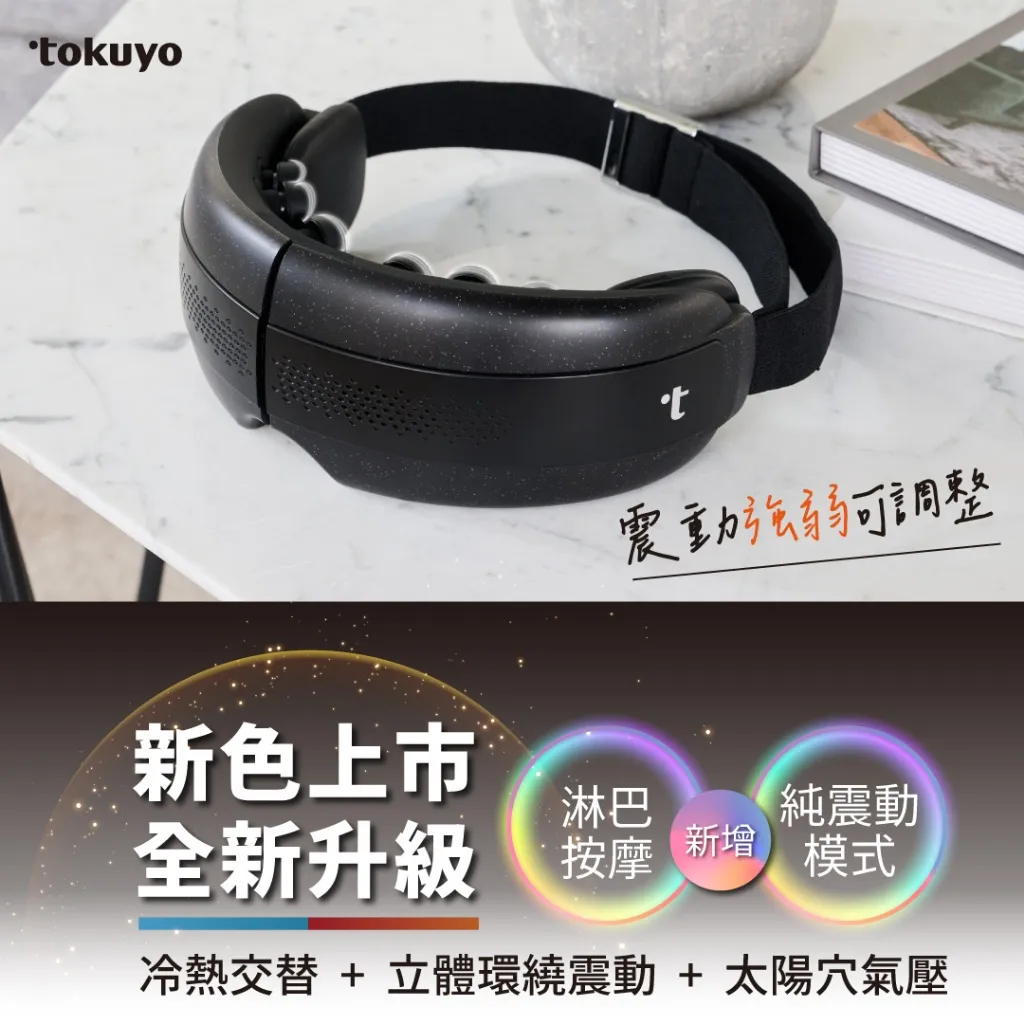 tokuyo
t
震動強弱可調整
新色上市
全新升級
淋巴
按摩
新增
純震動
模式
冷熱交替 + 立體環繞震動 + 太陽穴氣壓